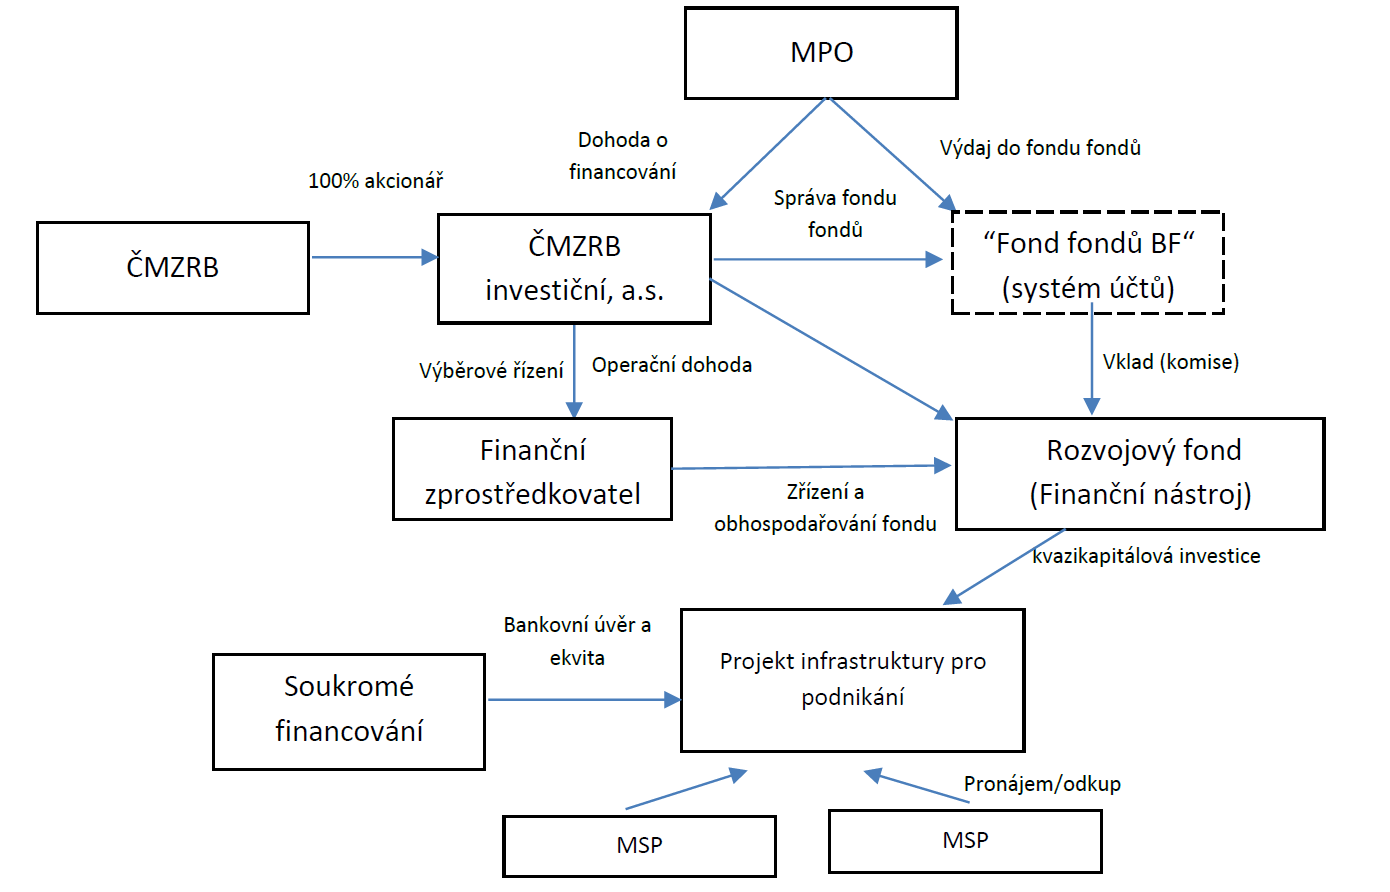 MPO
Dohoda o
financování
Výdaj do fondu fondů
100% akcionář
Správa fondu
fondů
ČMZRB
ČMZRB
investiční, a.s.
“Fond fondů BF“
(systém účtů)
Výběrové řízení
Operační dohoda
Vklad (komise)
Finanční
zprostředkovatel
Rozvojový fond
(Finanční nástroj)
Zřízení a
obhospodařování fondu
kvazikapitálová investice
Bankovní úvěr a
ekvita
Soukromé
financování
Projekt infrastruktury pro
podnikání
Pronájem/odkup
MSP
MSP